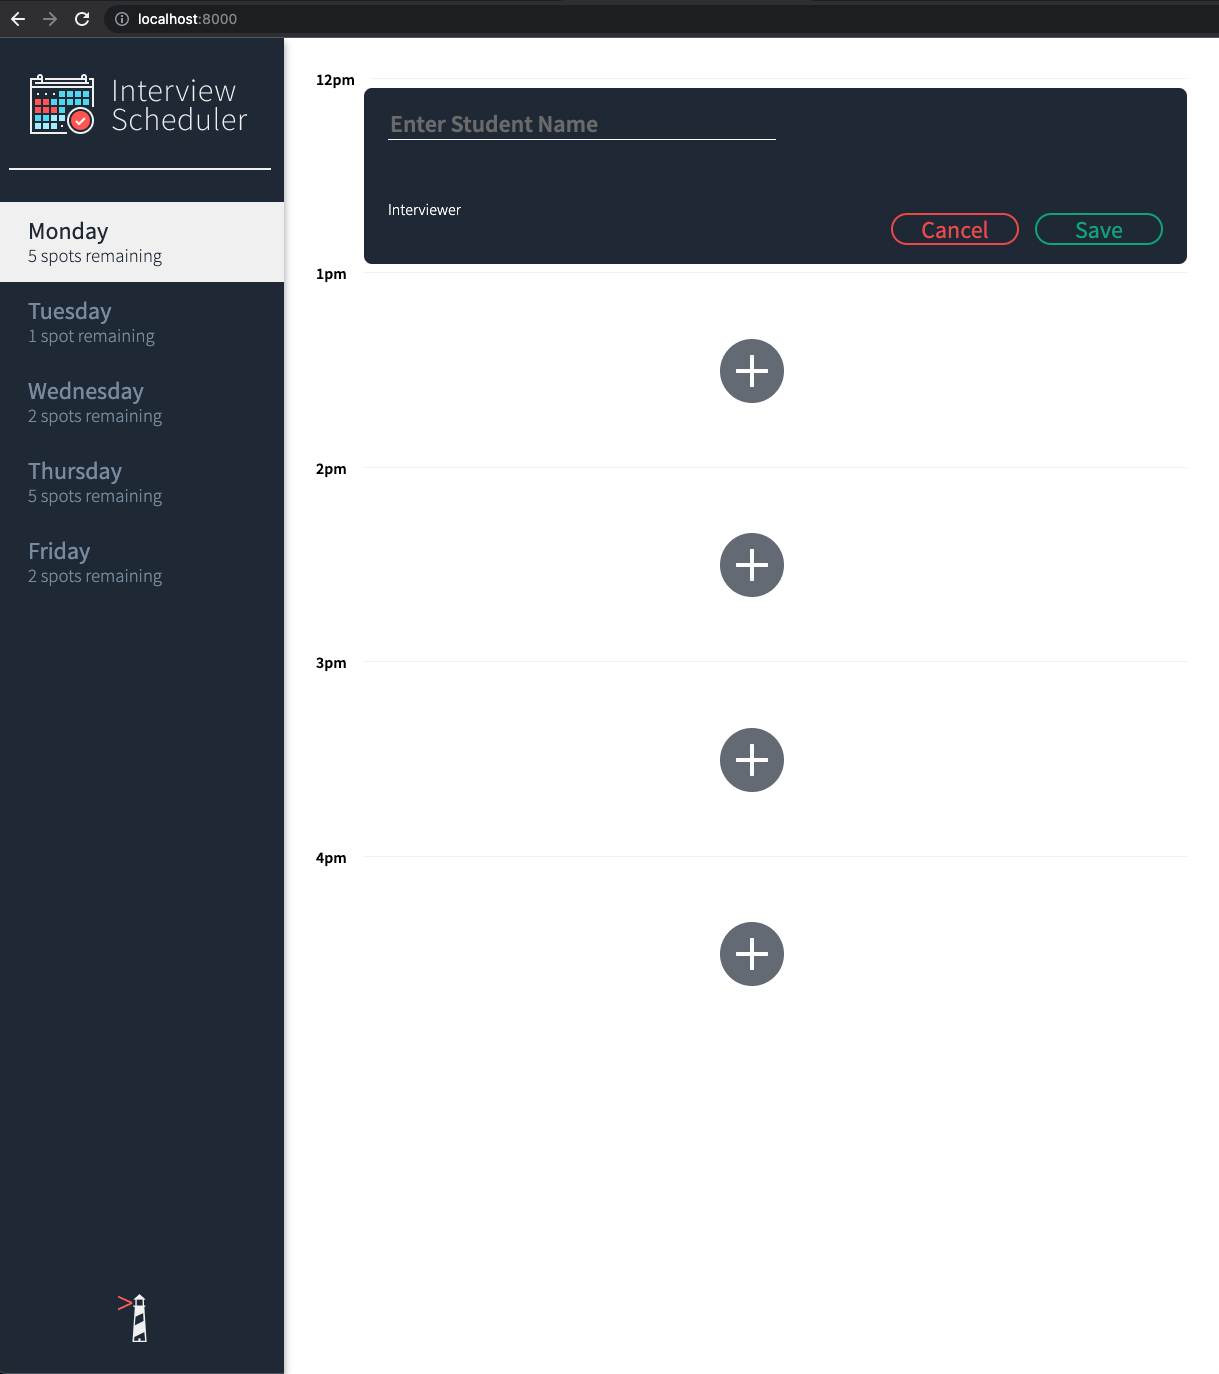 localhost:8000
Interview
Scheduler
Monday
5 spots remaining
Tuesday
1 spot remaining
Wednesday
2 spots remaining
Thursday
5 spots remaining
Friday
2 spots remaining
12pm
Enter Student Name
Interviewer
Cancel
Save
1pm
2pm
3pm
4pm